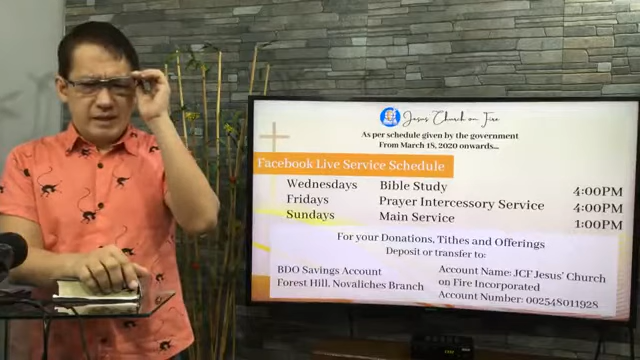 Jesus Church on Fire
As per schedule given by the government
From March 18, 2020 onwards...
Facebook Live Service Schedule
Wednesdays Bible Study 4:00PM
Fridays Prayer Intercessory Service 4:00PM
Sundays Main Service 1:00PM
For your Donations, Tithes and Offerings
Deposit or transfer to:
BDO Savings Account
Forest Hill, Novaliches Branch
Account Name: JCF Jesus' Church
on Fire Incorporated
Account Number: 002548011928